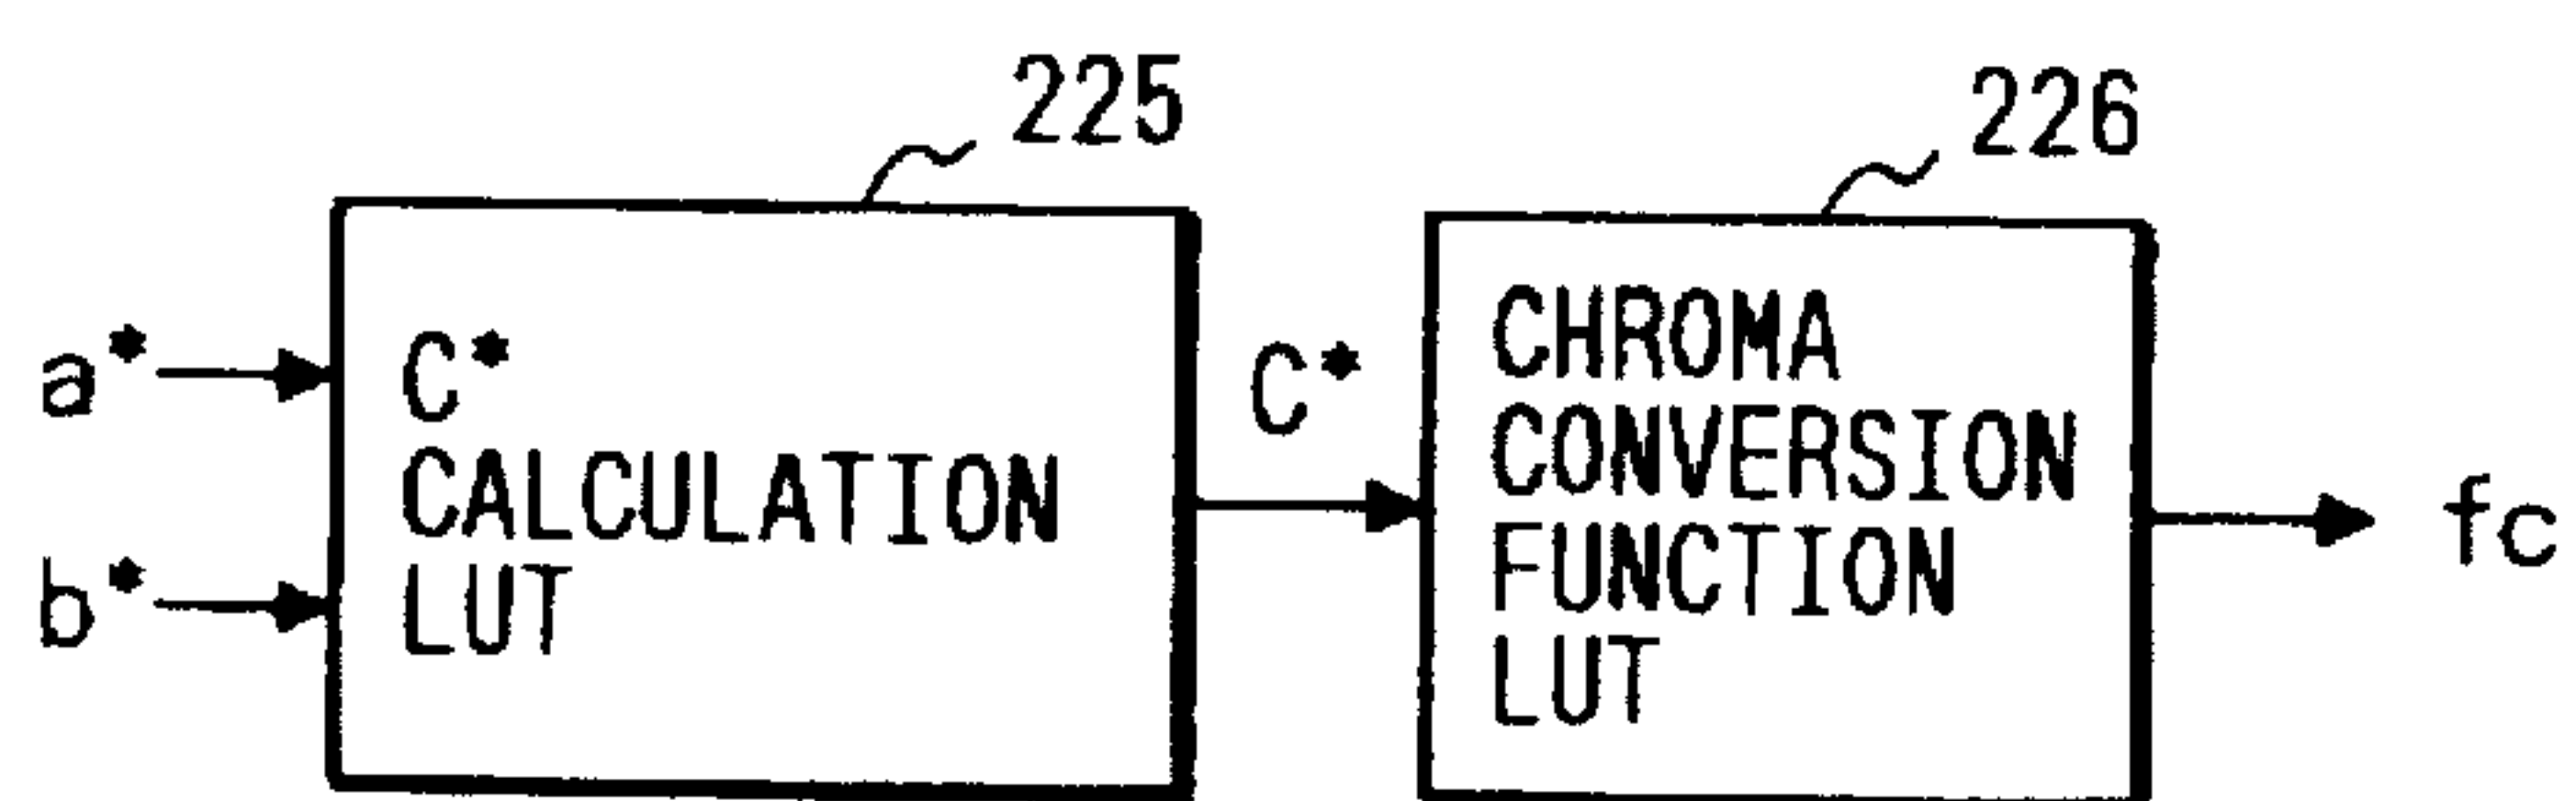 225
226
a*
b*
C*
CALCULATION
LUT
C*
CHROMA
CONVERSION
FUNCTION
LUT
fc